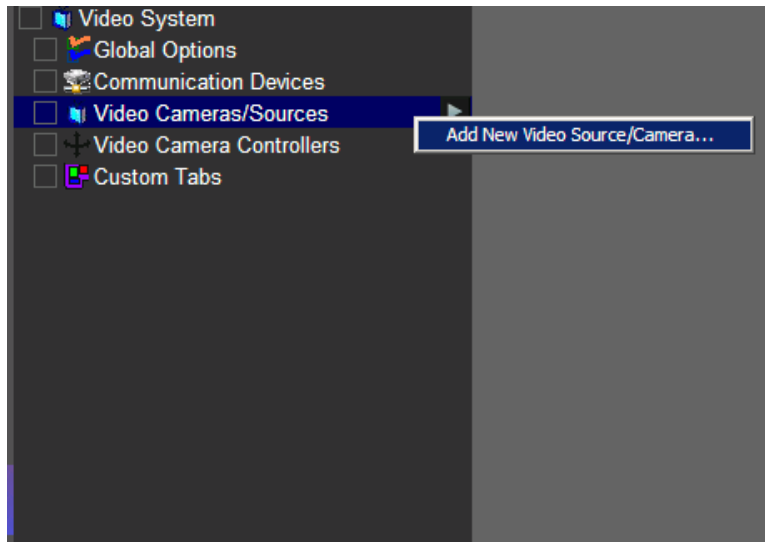 Video System
Global Options
Communication Devices
Video Cameras/Sources
Add New Video Source/Camera...
Video Camera Controllers
Custom Tabs